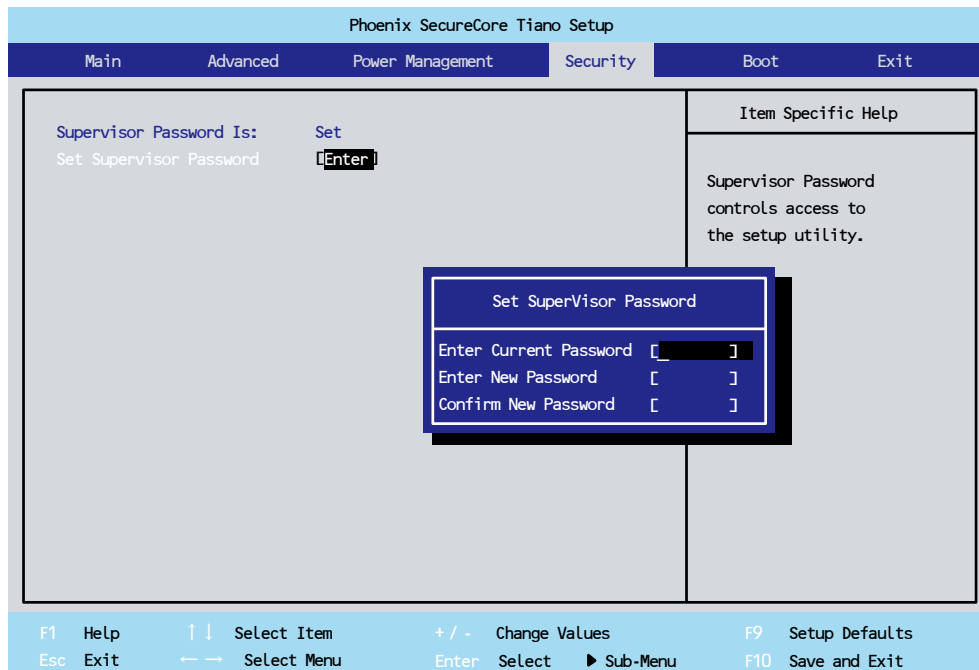 Phoenix SecureCore Tiano Setup
Main Advanced Power Management Security Boot Exit
Supervisor Password Is: Set
Set Supervisor Password [Enter]
Item Specific Help
Supervisor Password
controls access to
the setup utility.
Set SuperVisor Password
Enter Current Password [_ ]
Enter New Password [ ]
Confirm New Password [ ]
F1 Help ↑↓ Select Item +/- Change Values F9 Setup Defaults
Esc Exit ←→ Select Menu Enter Select ▶ Sub-Menu F10 Save and Exit